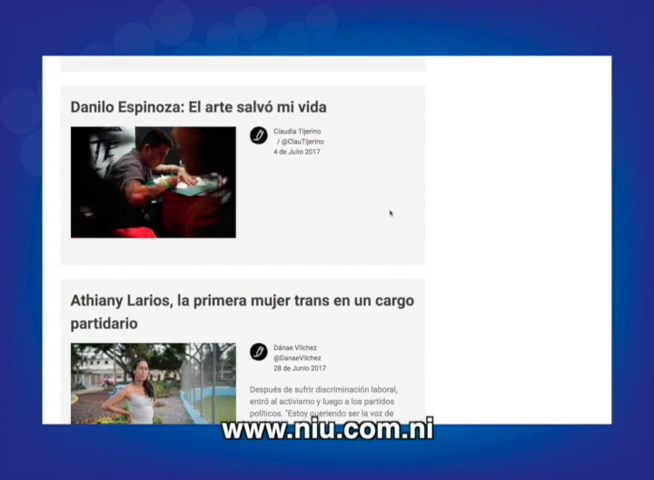 Danilo Espinoza: El arte salvó mi vida
Claudia Tijerino
/ @ClauTijerino
4 de Julio 2017
Athiany Larios, la primera mujer trans en un cargo
partidario
Dánae Vílchez
@DanaeVilchez
28 de Junio 2017
Después de sufrir discriminación laboral,
entró al activismo y luego a los partidos
políticos. "Estoy queriendo ser la voz de
www.niu.com.ni